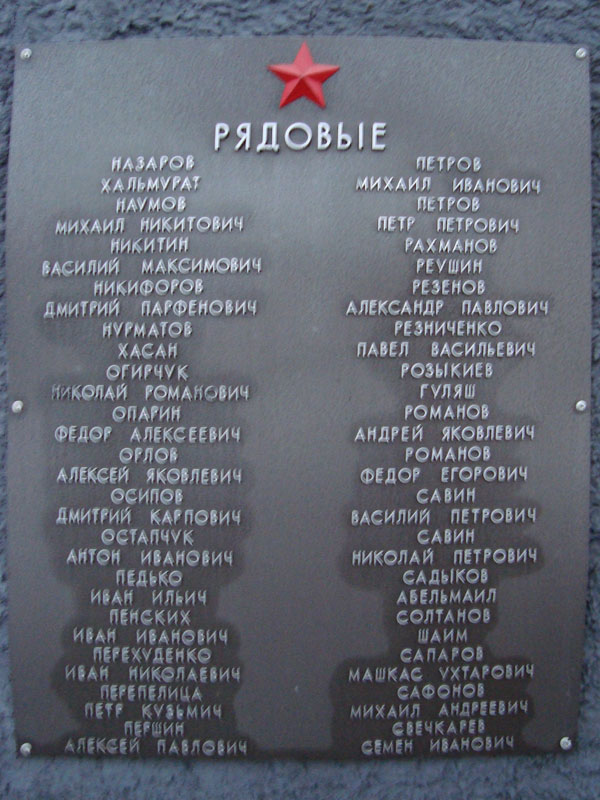 РЯДОВЫЕ
НАЗАРОВ
ХАЛЬМУРАТ
НАУМОВ
МИХАИЛ НИКИТОВИЧ
НИКИТИН
ВАСИЛИЙ МАКСИМОВИЧ
НИКИФОРОВ
ДМИТРИЙ ПАРФЕНОВИЧ
НУРМАТОВ
ХАСАН
ОГИРЧУК
НИКОЛАЙ РОМАНОВИЧ
ОПАРИН
ФЕДОР АЛЕКСЕЕВИЧ
ОРЛОВ
АЛЕКСЕЙ ЯКОВЛЕВИЧ
ОСИПОВ
ДМИТРИЙ КАРПОВИЧ
ОСТАПЧУК
АНТОН ИВАНОВИЧ
ПЕДЬКО
ИВАН ИЛЬИЧ
ПЕНСКИХ
ИВАН ИВАНОВИЧ
ПЕРЕХУДЕНКО
ИВАН НИКОЛАЕВИЧ
ПЕРЕПЕЛИЦА
ПЕТР КУЗЬМИЧ
ПЕРШИН
АЛЕКСЕЙ ПАВЛОВИЧ
ПЕТРОВ
МИХАИЛ ИВАНОВИЧ
ПЕТРОВ
ПЕТР ПЕТРОВИЧ
РАХМАНОВ
РЕУШИН
РЕЗЕНОВ
АЛЕКСАНДР ПАВЛОВИЧ
РЕЗНИЧЕНКО
ПАВЕЛ ВАСИЛЬЕВИЧ
РОЗЫКИЕВ
ГУЛЯШ
РОМАНОВ
АНДРЕЙ ЯКОВЛЕВИЧ
РОМАНОВ
ФЕДОР ЕГОРОВИЧ
САВИН
ВАСИЛИЙ ПЕТРОВИЧ
САВИН
НИКОЛАЙ ПЕТРОВИЧ
САДЫКОВ
АБЕЛЬМАИЛ
СОЛТАНОВ
ШАИМ
САПАРОВ
МАШКАС УХТАРОВИЧ
САФОНОВ
МИХАИЛ АНДРЕЕВИЧ
СВЕЧКАРЕВ
СЕМЕН ИВАНОВИЧ